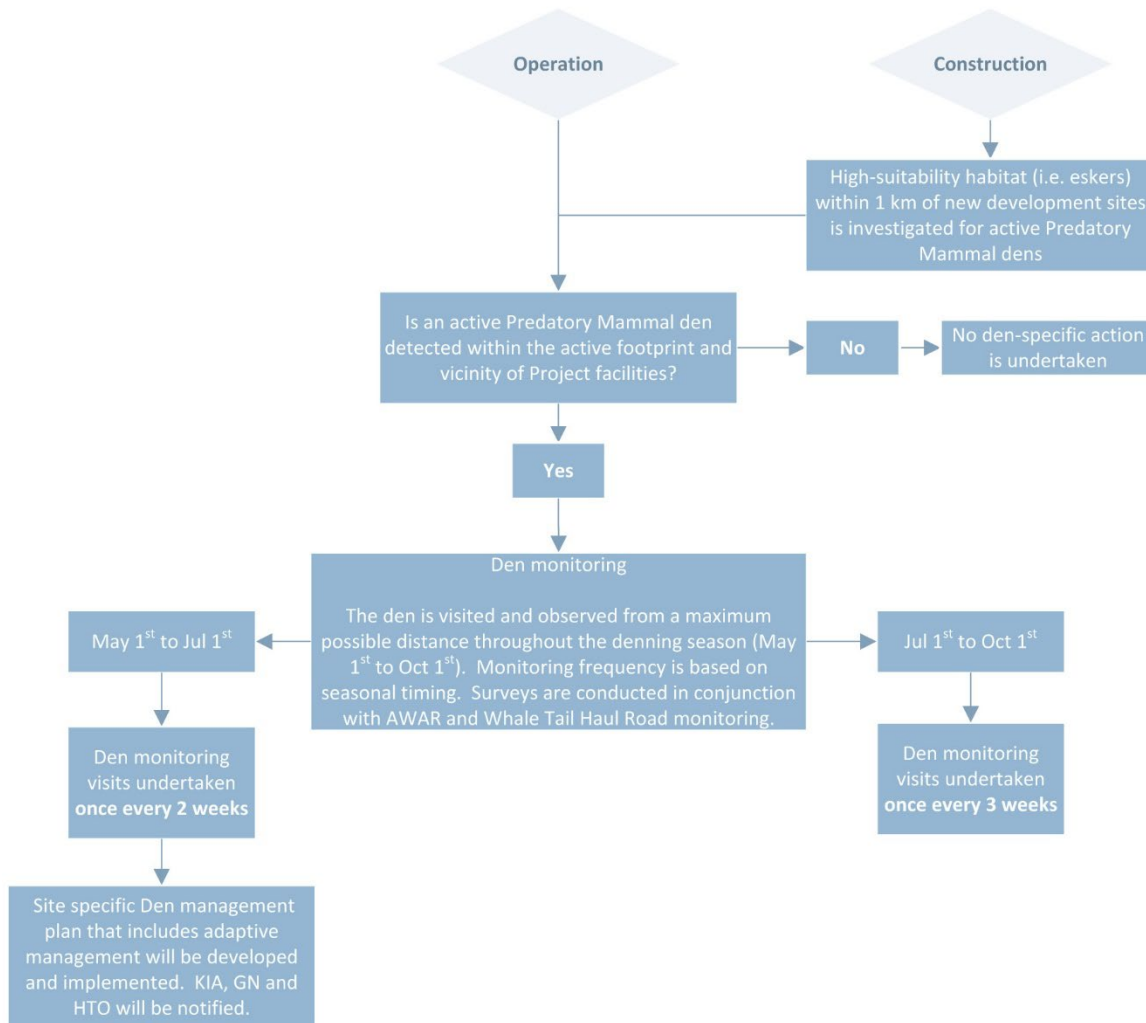 Operation
Construction
High-suitability habitat (i.e. eskers)
within 1 km of new development sites
is investigated for active Predatory
Mammal dens
Is an active Predatory Mammal den
detected within the active footprint and
vicinity of Project facilities?
No
No den-specific action
is undertaken
Yes
Den monitoring
The den is visited and observed from a maximum
possible distance throughout the denning season (May
1st to Oct 1st). Monitoring frequency is based on
seasonal timing. Surveys are conducted in conjunction
with AWAR and Whale Tail Haul Road monitoring.
May 1st to Jul 1st
Jul 1st to Oct 1st
Den monitoring
visits undertaken
once every 2 weeks
Den monitoring
visits undertaken
once every 3 weeks
Site specific Den management
plan that includes adaptive
management will be developed
and implemented. KIA, GN and
HTO will be notified.